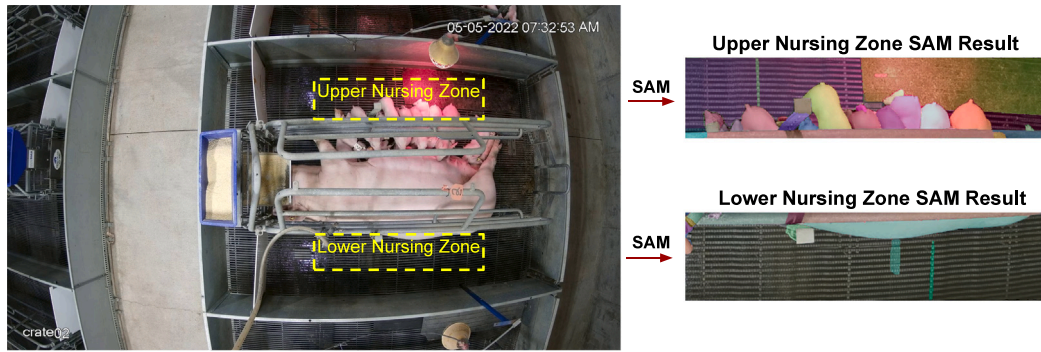 05-05-2022 07:32:53 AM
Upper Nursing Zone
Lower Nursing Zone
crate02
SAM
Upper Nursing Zone SAM Result
SAM
Lower Nursing Zone SAM Result